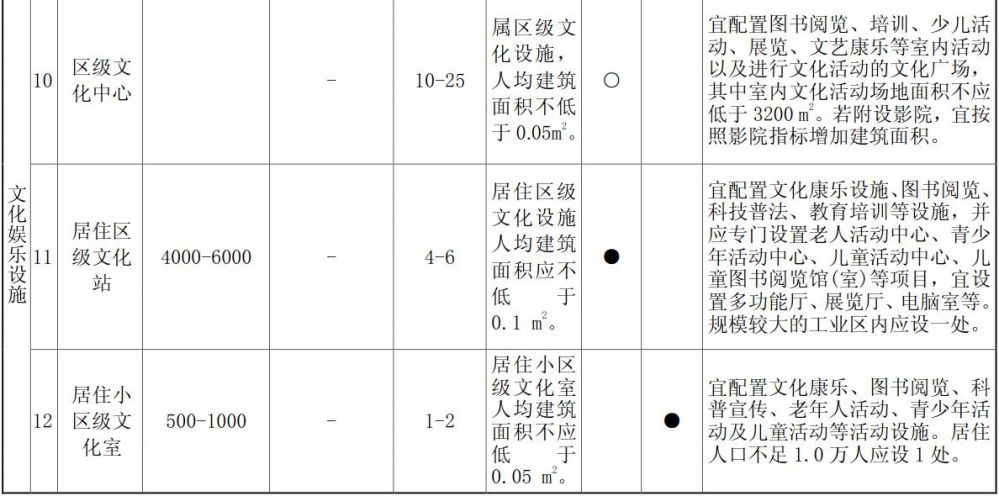 文化娱乐设施
10
区级文
化中心
-
10-25
属区级文
化设施，
人均建筑
面积不低
于 0.05m²。
○
宜配置图书阅览、培训、少儿活
动、展览、文艺康乐等室内活动
以及进行文化活动的文化广场，
其中室内文化活动场地面积不应
低于 3200 m²。若附设影院，宜按
照影院指标增加建筑面积。
11
居住区
级文化
站
4000-6000
-
4-6
居住区级
文化设施
人均建筑
面积应不
低于
0.1 m²。
●
宜配置文化康乐设施、图书阅览、
科技普法、教育培训等设施，并
应专门设置老人活动中心、青少
年活动中心、儿童活动中心、儿
童图书阅览馆(室)等项目，宜设
置多功能厅、展览厅、电脑室等。
规模较大的工业区内应设一处。
12
居住小
区级文
化室
500-1000
-
1-2
居住小区
级文化室
人均建筑
面积不应
低于
0.05 m²。
●
宜配置文化康乐、图书阅览、科
普宣传、老年人活动、青少年活
动及儿童活动等活动设施。居住
人口不足 1.0 万人应设 1 处。